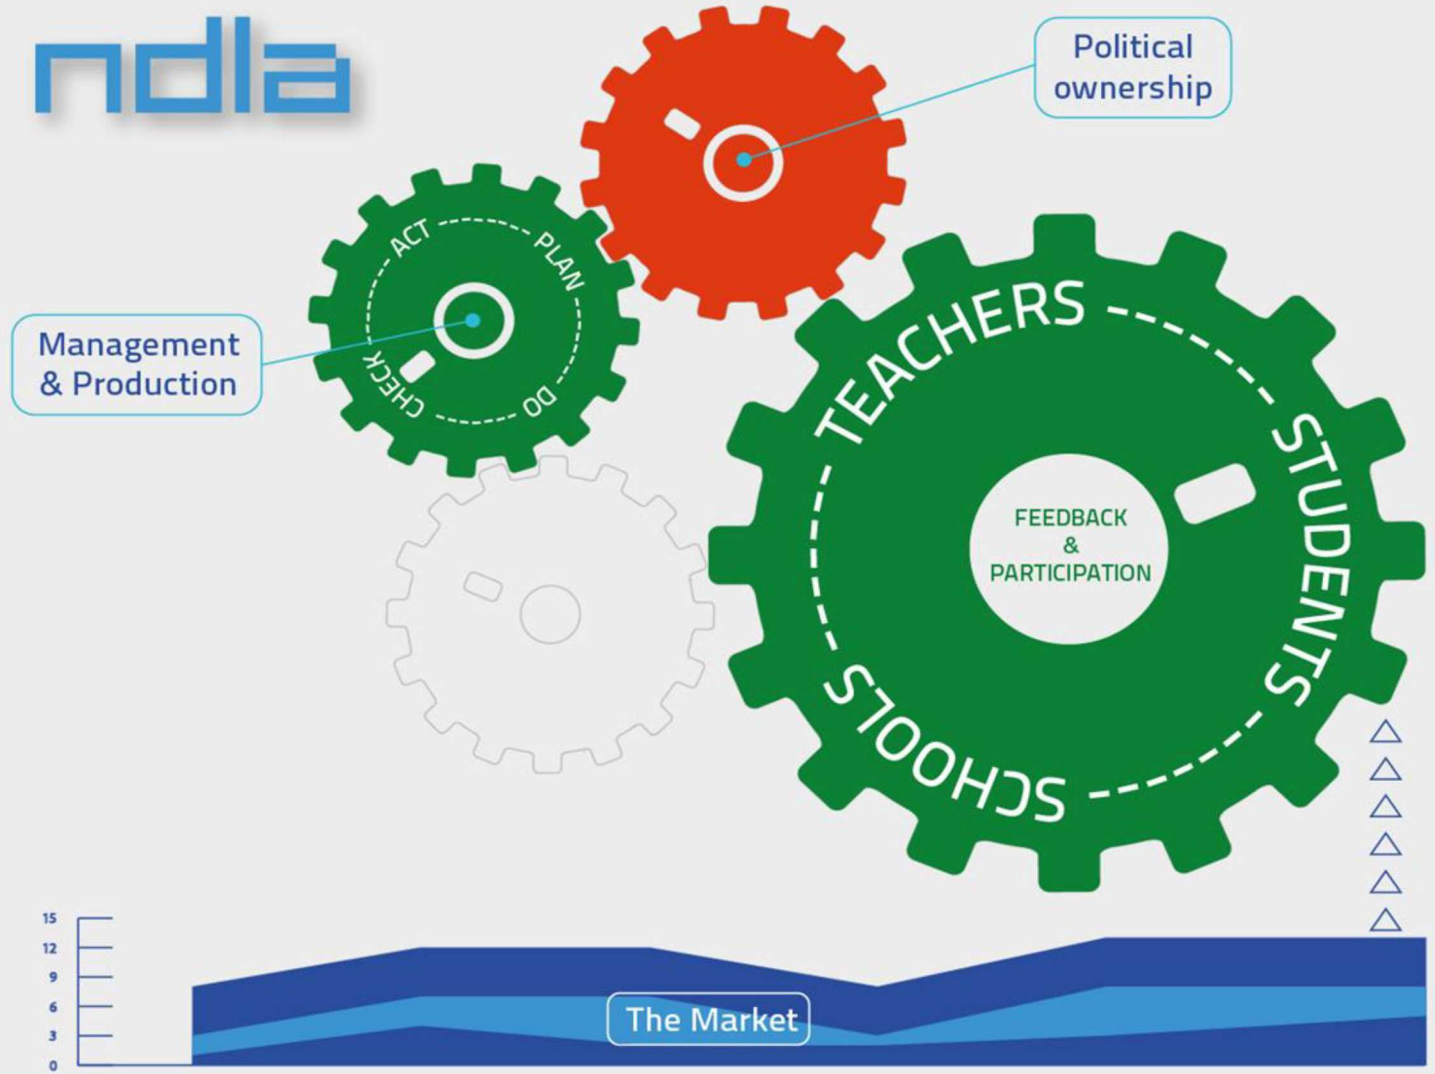 ndla
Political
ownership
ACT
PLAN
DO
CHECK
Management
& Production
TEACHERS
STUDENTS
SCHOOLS
FEEDBACK
&
PARTICIPATION
15
12
9
6
3
0
The Market